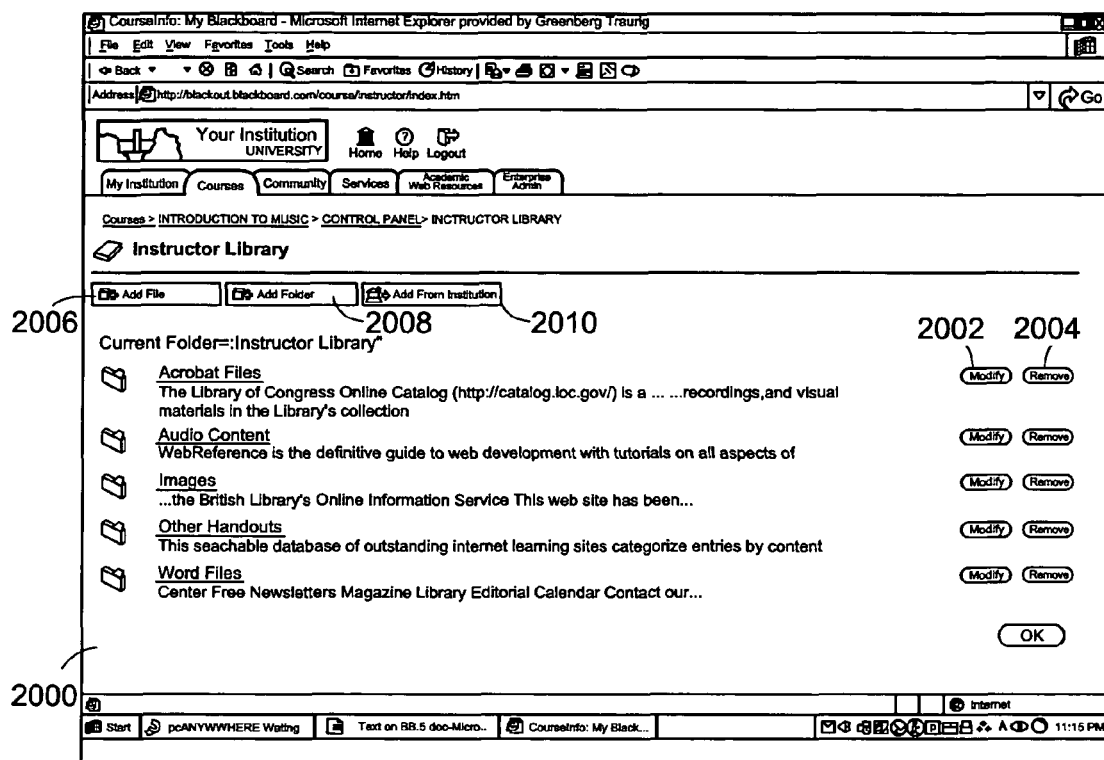 CourseInfo: My Blackboard - Microsoft Internet Explorer provided by Greenberg Traurig
File Edit View Favorites Tools Help
Back Search Favorites History
Address http://blackout.blackboard.com/course/instructor/index.htm Go
Your Institution
UNIVERSITY
Home Help Logout
My Institution Courses Community Services Academic Web Resources Enterprise Admin
Courses > INTRODUCTION TO MUSIC > CONTROL PANEL> INCTRUCTOR LIBRARY
Instructor Library
Add File Add Folder Add From Institution
2006 2008 2010 2002 2004
Current Folder=:Instructor Library"
Acrobat Files Modify Remove
The Library of Congress Online Catalog (http://catalog.loc.gov/) is a ... ...recordings,and visual
materials in the Library's collection
Audio Content Modify Remove
WebReference is the definitive guide to web development with tutorials on all aspects of
Images Modify Remove
...the British Library's Online Information Service This web site has been...
Other Handouts Modify Remove
This seachable database of outstanding internet learning sites categorize entries by content
Word Files Modify Remove
Center Free Newsletters Magazine Library Editorial Calendar Contact our...
OK
2000
Internet
Start pcANYWWHERE Waiting Text on BB.5 doc-Micro.. CourseInfo: My Black... 11:15 PM